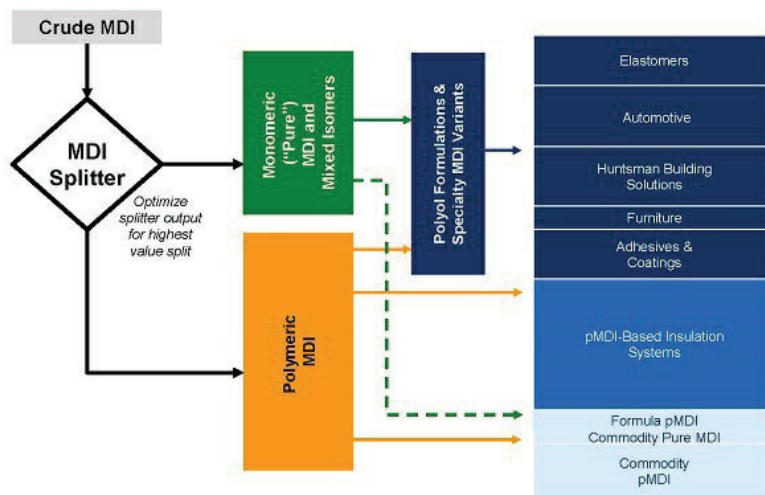 Crude MDI
MDI
Splitter
Optimize
splitter output
for highest
value split
Monomeric
("Pure")
MDI and
Mixed Isomers
Polymeric
MDI
Polyol Formulations &
Specialty MDI Variants
Elastomers
Automotive
Huntsman Building
Solutions
Furniture
Adhesives &
Coatings
pMDI-Based Insulation
Systems
Formula pMDI
Commodity Pure MDI
Commodity
pMDI